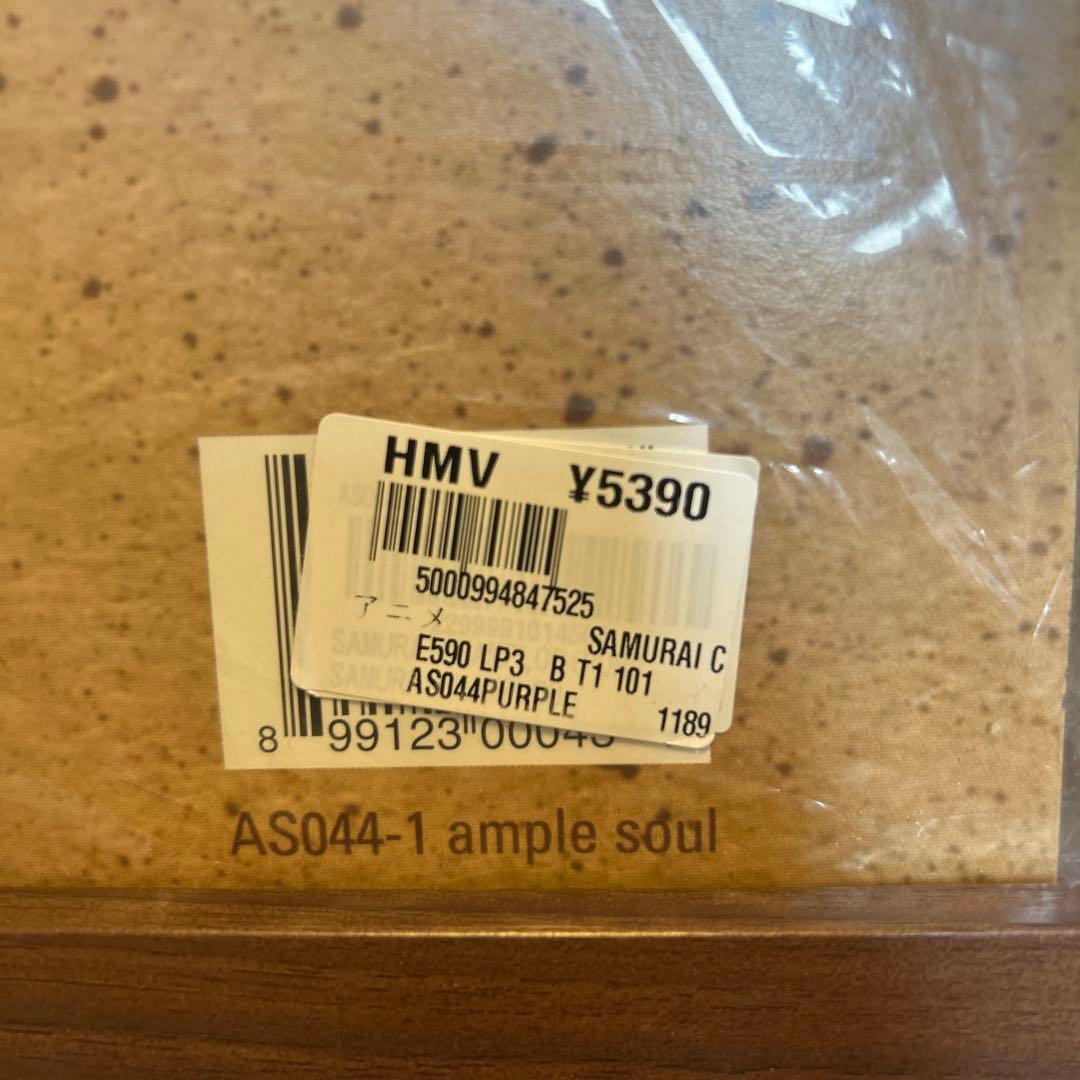 HMV ¥5390
5000994847525
アニメ
SAMURAI C
E590 LP3 B T1 101
AS044PURPLE
1189
8 99123 00043
AS044-1 ample soul